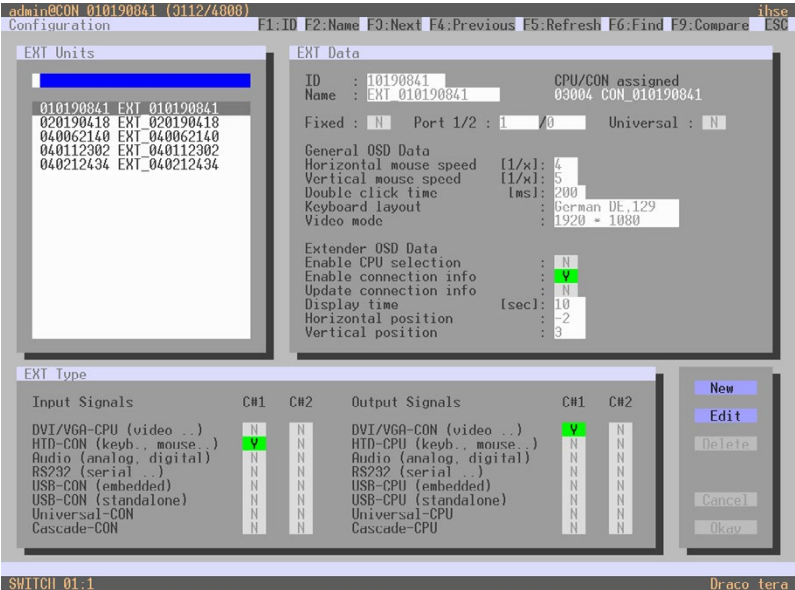 admin@CON 010190841 (3112/4808) ihse
Configuration F1:ID F2:Name F3:Next F4:Previous F5:Refresh F6:Find F9:Compare ESC
EXT Units
010190841 EXT_010190841
020190418 EXT_020190418
040062140 EXT_040062140
040112302 EXT_040112302
040212434 EXT_040212434
EXT Data
ID : 10190841 CPU/CON assigned
Name : EXT_010190841 03004 CON_010190841
Fixed : N Port 1/2 : 1 /0 Universal : N
General OSD Data
Horizontal mouse speed [1/x]: 4
Vertical mouse speed [1/x]: 5
Double click time [ms]: 200
Keyboard layout : German DE,129
Video mode : 1920 * 1080
Extender OSD Data
Enable CPU selection : N
Enable connection info : Y
Update connection info : N
Display time [sec]: 10
Horizontal position : -2
Vertical position : 3
EXT Type
Input Signals C#1 C#2 Output Signals C#1 C#2
DVI/VGA-CPU (video ..) N N DVI/VGA-CON (video ..) Y N
HID-CON (keyb., mouse..) Y N HID-CPU (keyb., mouse..) N N
Audio (analog, digital) N N Audio (analog, digital) N N
RS232 (serial ..) N N RS232 (serial ..) N N
USB-CON (embedded) N N USB-CPU (embedded) N N
USB-CON (standalone) N N USB-CPU (standalone) N N
Universal-CON N N Universal-CPU N N
Cascade-CON N N Cascade-CPU N N
New
Edit
Delete
Cancel
Okay
SWITCH 01:1 Draco tera